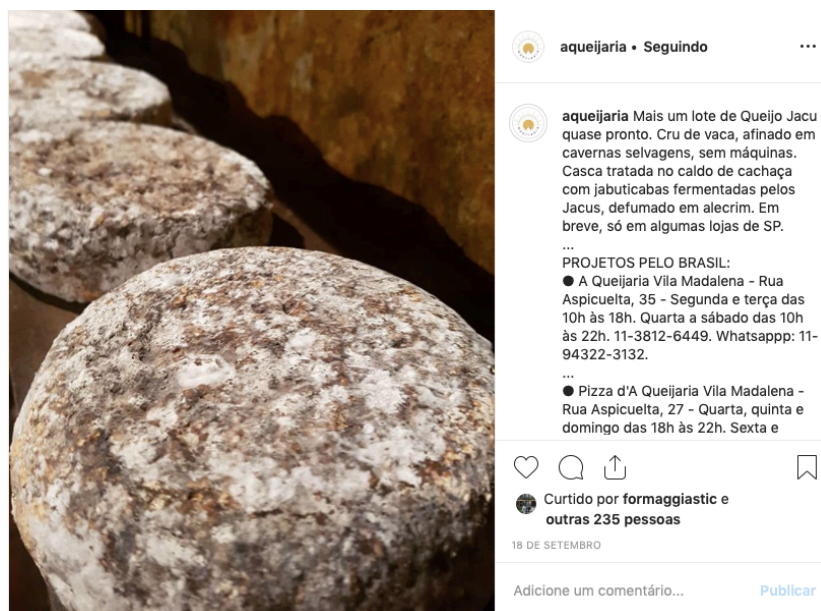 aqueijaria • Seguindo
...
aqueijaria Mais um lote de Queijo Jacu
quase pronto. Cru de vaca, afinado em
cavernas selvagens, sem máquinas.
Casca tratada no caldo de cachaça
com jabuticabas fermentadas pelos
Jacus, defumado em alecrim. Em
breve, só em algumas lojas de SP.
...
PROJETOS PELO BRASIL:
● A Queijaria Vila Madalena - Rua
Aspicuelta, 35 - Segunda e terça das
10h às 18h. Quarta a sábado das 10h
às 22h. 11-3812-6449. Whatsappp: 11-
94322-3132.
...
● Pizza d'A Queijaria Vila Madalena -
Rua Aspicuelta, 27 - Quarta, quinta e
domingo das 18h às 22h. Sexta e
Curtido por formaggiastic e
outras 235 pessoas
18 DE SETEMBRO
Adicione um comentário... Publicar